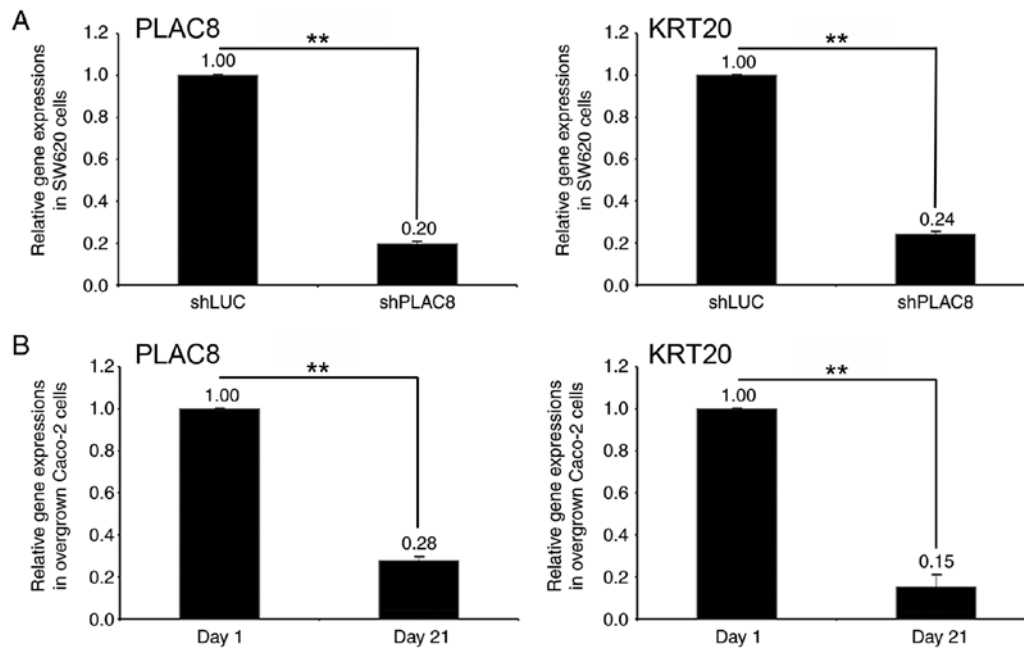 A
PLAC8
**
1.00
0.20
1.2
1.0
0.8
0.6
0.4
0.2
0.0
Relative gene expressions
in SW620 cells
shLUC
shPLAC8
KRT20
**
1.00
0.24
1.2
1.0
0.8
0.6
0.4
0.2
0.0
Relative gene expressions
in SW620 cells
shLUC
shPLAC8
B
PLAC8
**
1.00
0.28
1.2
1.0
0.8
0.6
0.4
0.2
0.0
Relative gene expressions
in overgrown Caco-2 cells
Day 1
Day 21
KRT20
**
1.00
0.15
1.2
1.0
0.8
0.6
0.4
0.2
0.0
Relative gene expressions
in overgrown Caco-2 cells
Day 1
Day 21